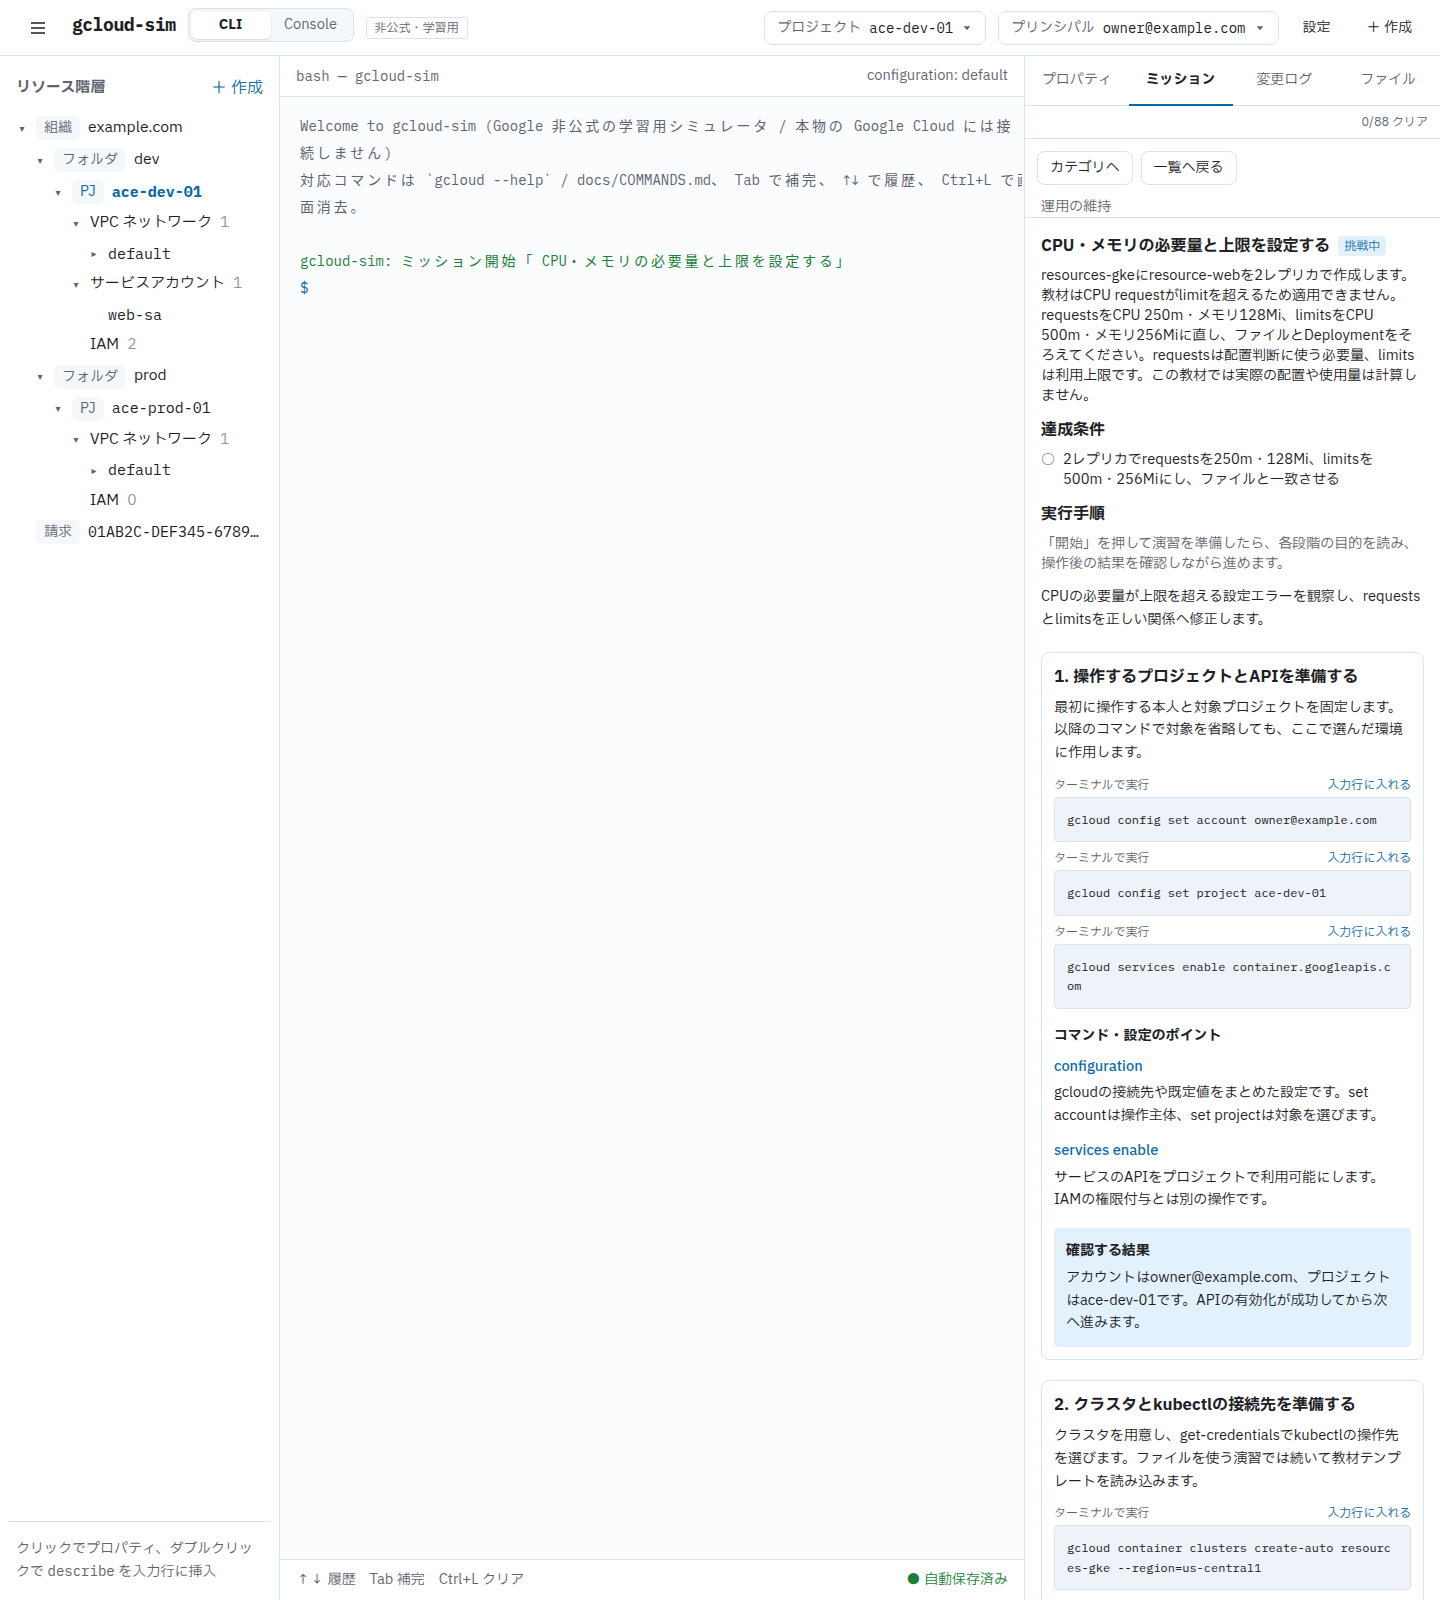 gcloud-sim
CLI
Console
非公式・学習用
プロジェクト ace-dev-01
プリンシパル owner@example.com
設定
＋ 作成
リソース階層
＋ 作成
組織 example.com
フォルダ dev
PJ ace-dev-01
VPC ネットワーク 1
default
サービスアカウント 1
web-sa
IAM 2
フォルダ prod
PJ ace-prod-01
VPC ネットワーク 1
default
IAM 0
請求 01AB2C-DEF345-6789…
クリックでプロパティ、ダブルクリッ
クで describe を入力行に挿入
bash — gcloud-sim
configuration: default
Welcome to gcloud-sim (Google 非公式の学習用シミュレータ / 本物の Google Cloud には接
続しません)
対応コマンドは `gcloud --help` / docs/COMMANDS.md、 Tab で補完、 ↑↓ で履歴、 Ctrl+L で画
面消去。
gcloud-sim: ミッション開始「 CPU・メモリの必要量と上限を設定する」
$
↑↓ 履歴 Tab 補完 Ctrl+L クリア
● 自動保存済み
プロパティ
ミッション
変更ログ
ファイル
0/88 クリア
カテゴリへ
一覧へ戻る
運用の維持
CPU・メモリの必要量と上限を設定する 挑戦中
resources-gkeにresource-webを2レプリカで作成します。
教材はCPU requestがlimitを超えるため適用できません。
requestsをCPU 250m・メモリ128Mi、limitsをCPU
500m・メモリ256Miに直し、ファイルとDeploymentをそ
ろえてください。requestsは配置判断に使う必要量、limits
は利用上限です。この教材では実際の配置や使用量は計算し
ません。
達成条件
○ 2レプリカでrequestsを250m・128Mi、limitsを
500m・256Miにし、ファイルと一致させる
実行手順
「開始」を押して演習を準備したら、各段階の目的を読み、
操作後の結果を確認しながら進めます。
CPUの必要量が上限を超える設定エラーを観察し、requests
とlimitsを正しい関係へ修正します。
1. 操作するプロジェクトとAPIを準備する
最初に操作する本人と対象プロジェクトを固定します。
以降のコマンドで対象を省略しても、ここで選んだ環境
に作用します。
ターミナルで実行 入力行に入れる
gcloud config set account owner@example.com
ターミナルで実行 入力行に入れる
gcloud config set project ace-dev-01
ターミナルで実行 入力行に入れる
gcloud services enable container.googleapis.c
om
コマンド・設定のポイント
configuration
gcloudの接続先や既定値をまとめた設定です。set
accountは操作主体、set projectは対象を選びます。
services enable
サービスのAPIをプロジェクトで利用可能にします。
IAMの権限付与とは別の操作です。
確認する結果
アカウントはowner@example.com、プロジェクト
はace-dev-01です。APIの有効化が成功してから次
へ進みます。
2. クラスタとkubectlの接続先を準備する
クラスタを用意し、get-credentialsでkubectlの操作先
を選びます。ファイルを使う演習では続いて教材テンプ
レートを読み込みます。
ターミナルで実行 入力行に入れる
gcloud container clusters create-auto resourc
es-gke --region=us-central1